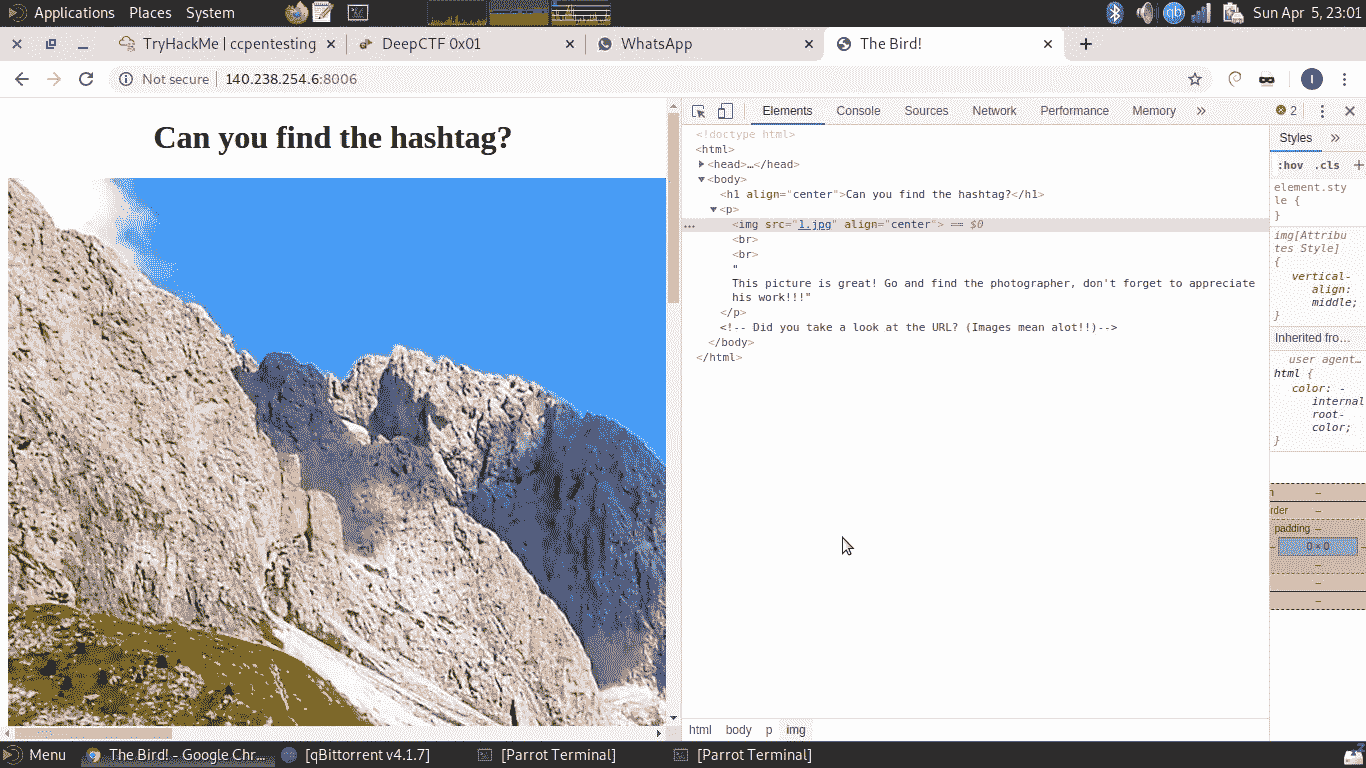 Applications Places System
Sun Apr 5, 23:01
TryHackMe | ccpentesting
DeepCTF 0x01
WhatsApp
The Bird!
Not secure
140.238.254.6:8006
I
Can you find the hashtag?
Elements Console Sources Network Performance Memory » 2
<!doctype html>
<html>
<head>…</head>
<body>
<h1 align="center">Can you find the hashtag?</h1>
<p>
… <img src="1.jpg" align="center"> == $0
<br>
<br>
"
This picture is great! Go and find the photographer, don't forget to appreciate
his work!!!"
</p>
<!-- Did you take a look at the URL? (Images mean alot!!)-->
</body>
</html>
html body p img
Styles »
:hov .cls +
element.sty
le {
}
img[Attribu
tes Style]
{
vertical-
align:
middle;
}
Inherited fro…
user agent…
html {
color: -
internal
root-
color;
}
–
rder –
padding –
– 0 × 0
–
–
–
Menu
The Bird! - Google Chr...
[qBittorrent v4.1.7]
[Parrot Terminal]
[Parrot Terminal]